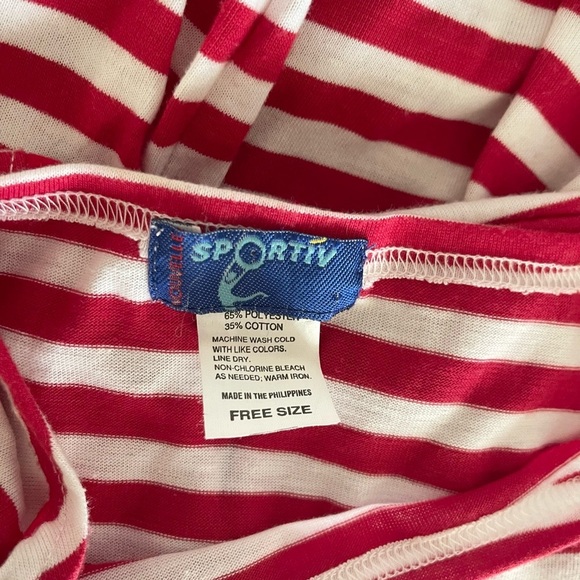 SPORTIV
65% POLYESTER
35% COTTON
MACHINE WASH COLD
WITH LIKE COLORS.
LINE DRY.
NON-CHLORINE BLEACH
AS NEEDED; WARM IRON.
MADE IN THE PHILIPPINES
FREE SIZE